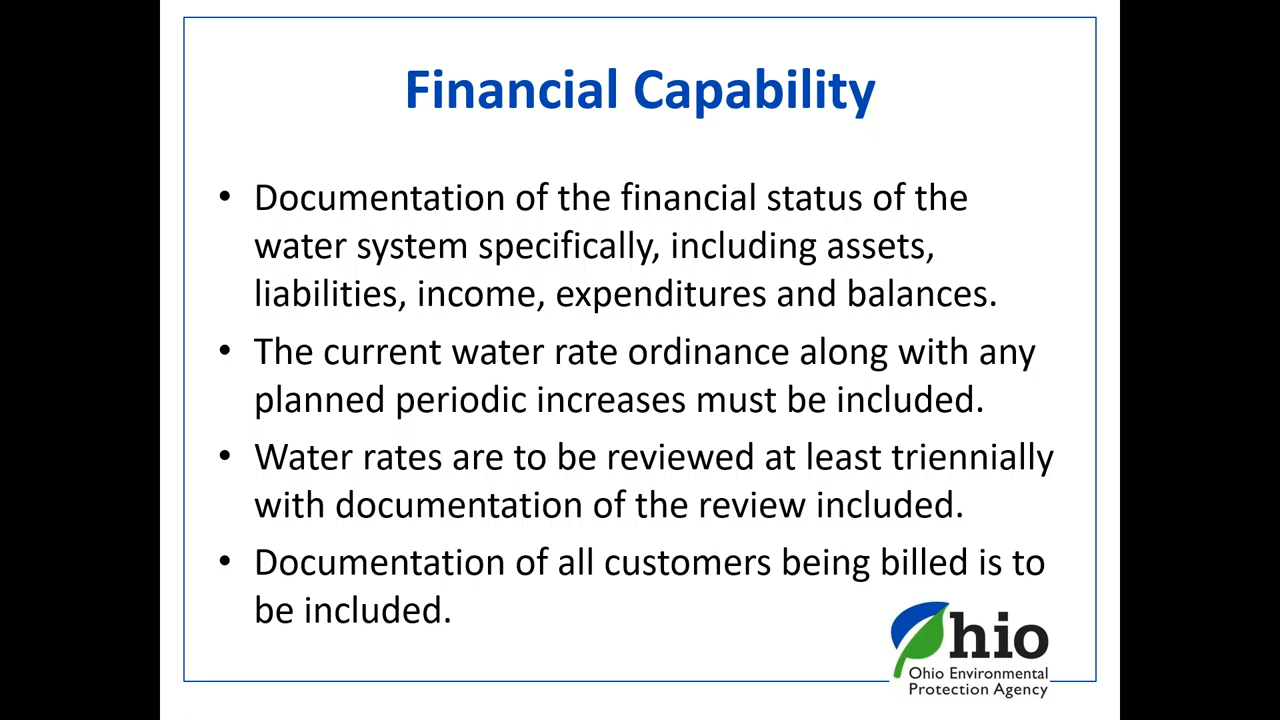 Financial Capability
• Documentation of the financial status of the
water system specifically, including assets,
liabilities, income, expenditures and balances.
• The current water rate ordinance along with any
planned periodic increases must be included.
• Water rates are to be reviewed at least triennially
with documentation of the review included.
• Documentation of all customers being billed is to
be included.
Ohio
Ohio Environmental
Protection Agency